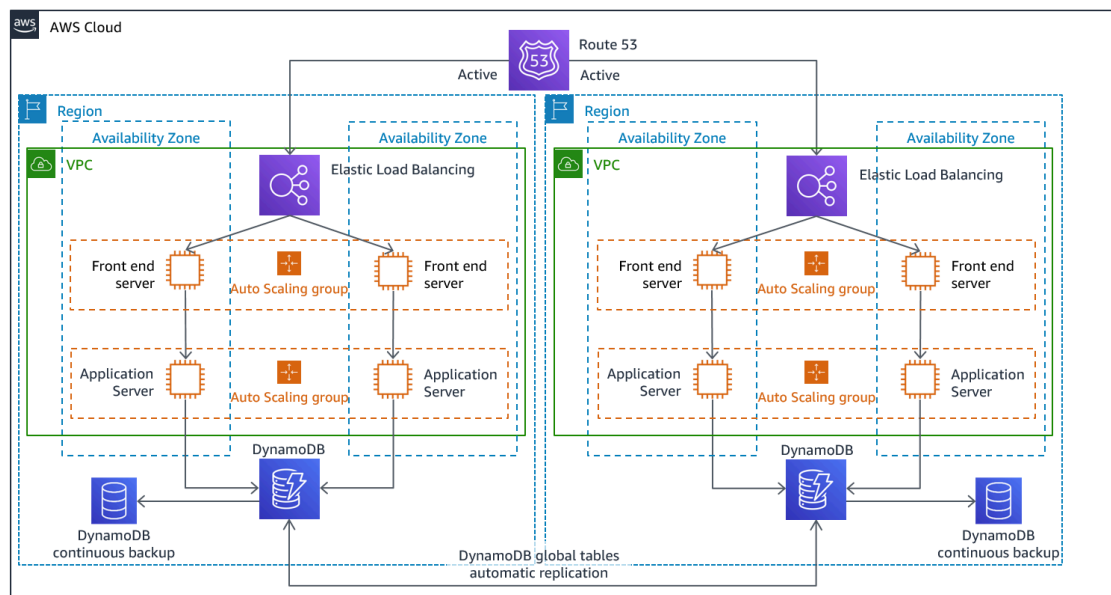 aws
AWS Cloud
53
Route 53
Active
Active
Region
Availability Zone
Availability Zone
VPC
Elastic Load Balancing
Front end
server
Auto Scaling group
Front end
server
Application
Server
Auto Scaling group
Application
Server
DynamoDB
DynamoDB
continuous backup
Region
Availability Zone
Availability Zone
VPC
Elastic Load Balancing
Front end
server
Auto Scaling group
Front end
server
Application
Server
Auto Scaling group
Application
Server
DynamoDB
DynamoDB
continuous backup
DynamoDB global tables
automatic replication